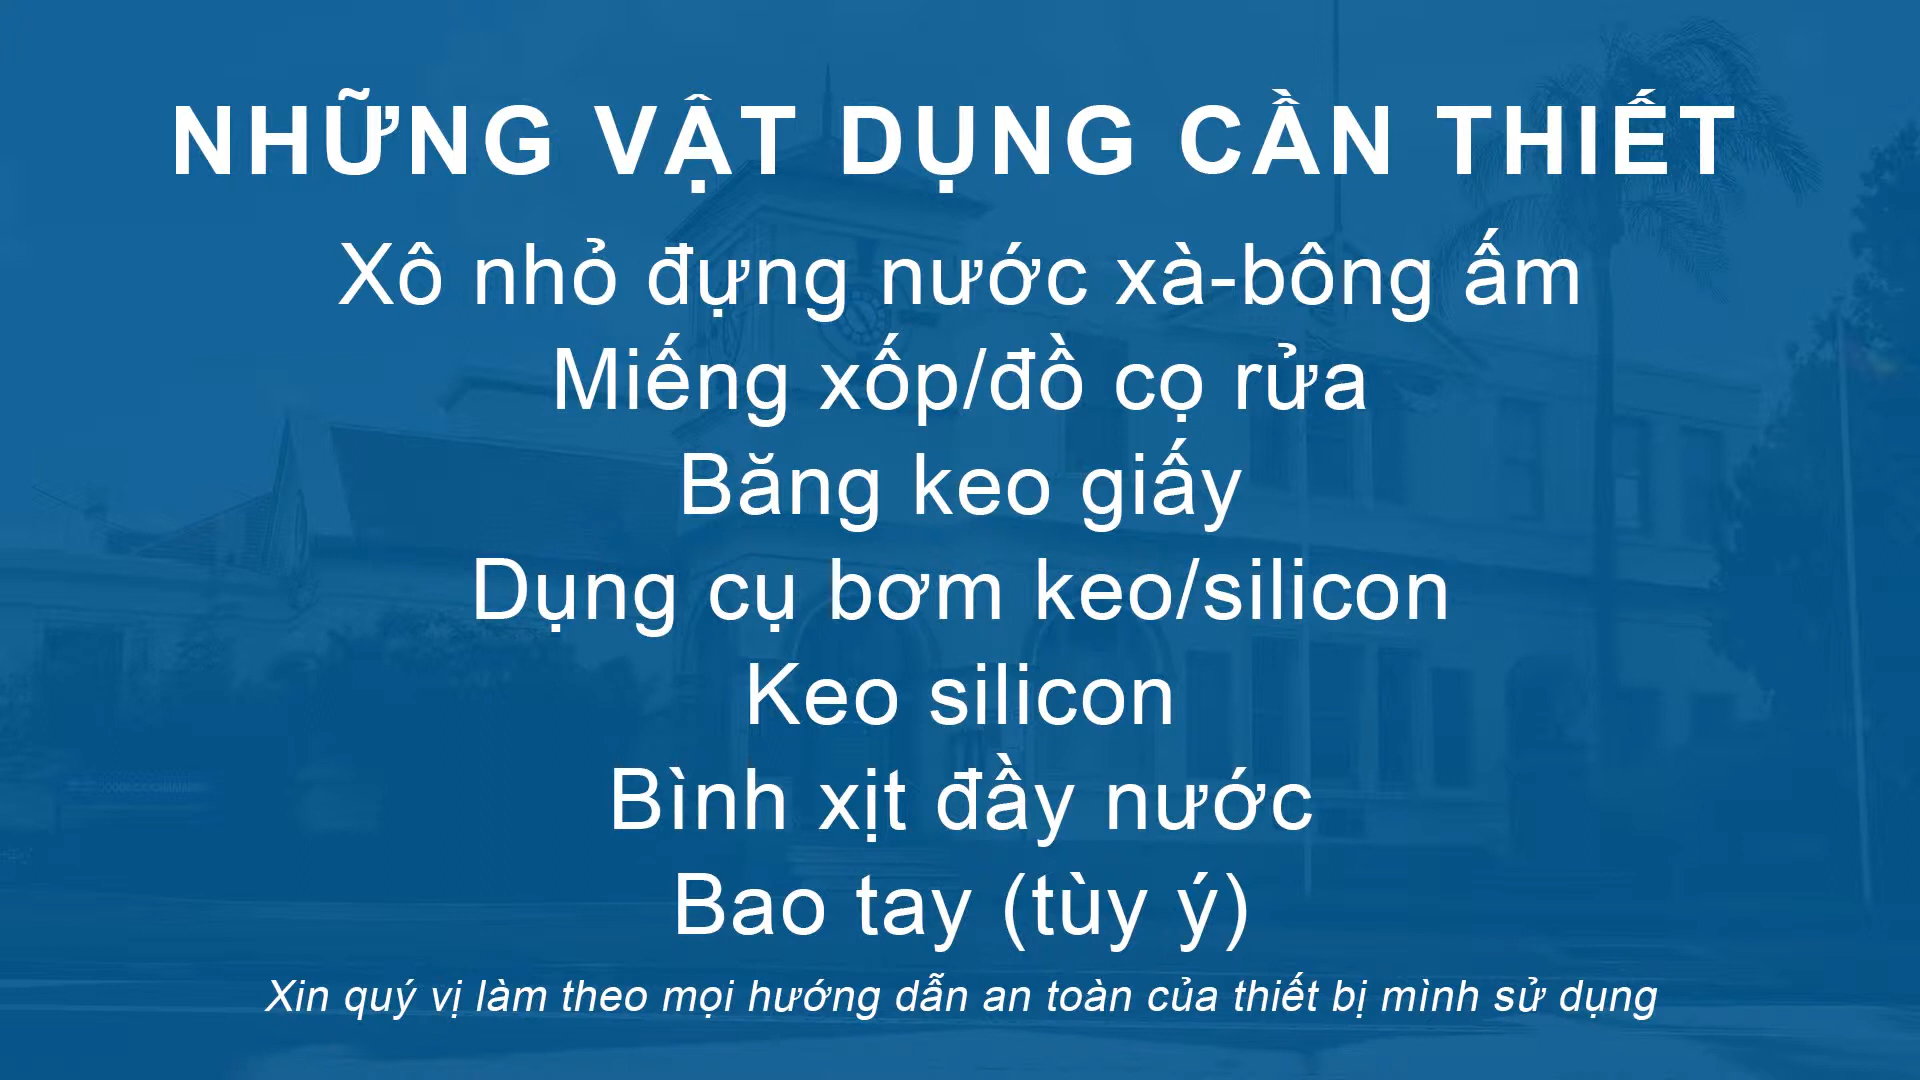 NHỮNG VẬT DỤNG CẦN THIẾT
Xô nhỏ đựng nước xà-bông ấm
Miếng xốp/đồ cọ rửa
Băng keo giấy
Dụng cụ bơm keo/silicon
Keo silicon
Bình xịt đầy nước
Bao tay (tùy ý)
Xin quý vị làm theo mọi hướng dẫn an toàn của thiết bị mình sử dụng